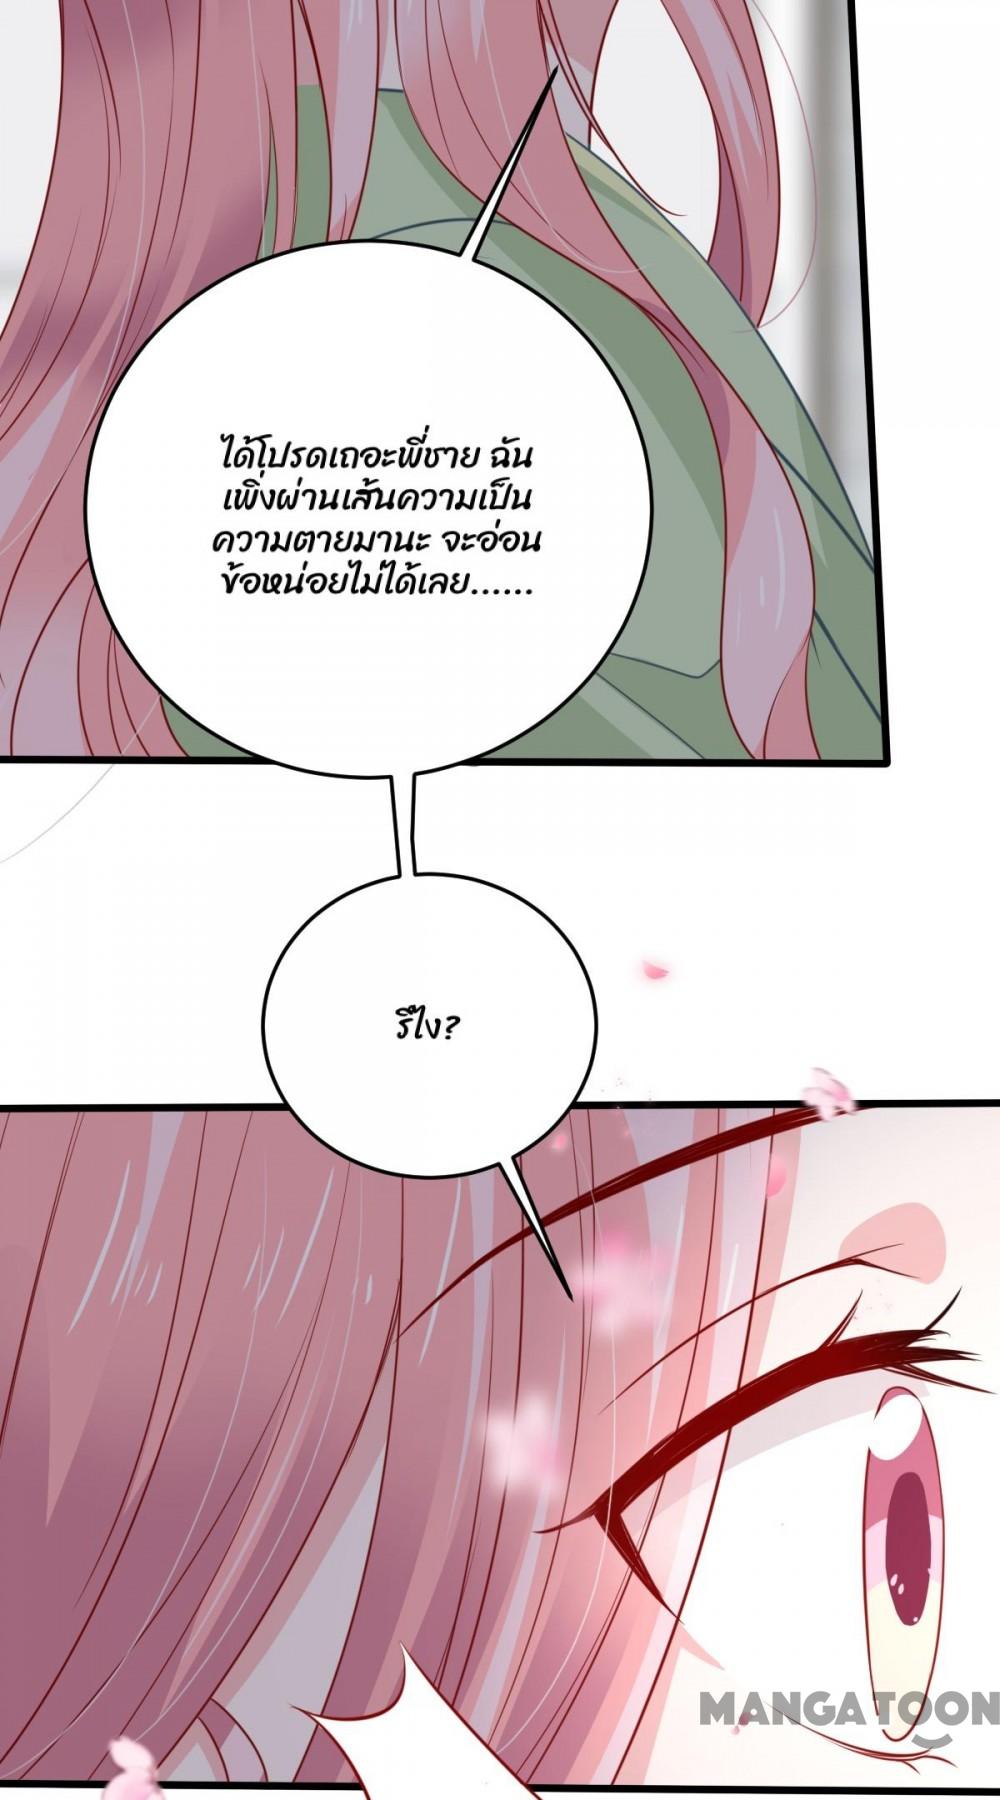 ได้โปรดเถอะพี่ชาย ฉัน
เพิ่งผ่านเส้นความเป็น
ความตายมานะ จะอ่อน
ข้อหน่อยไม่ได้เลย......
รึไง?
MANGATOON